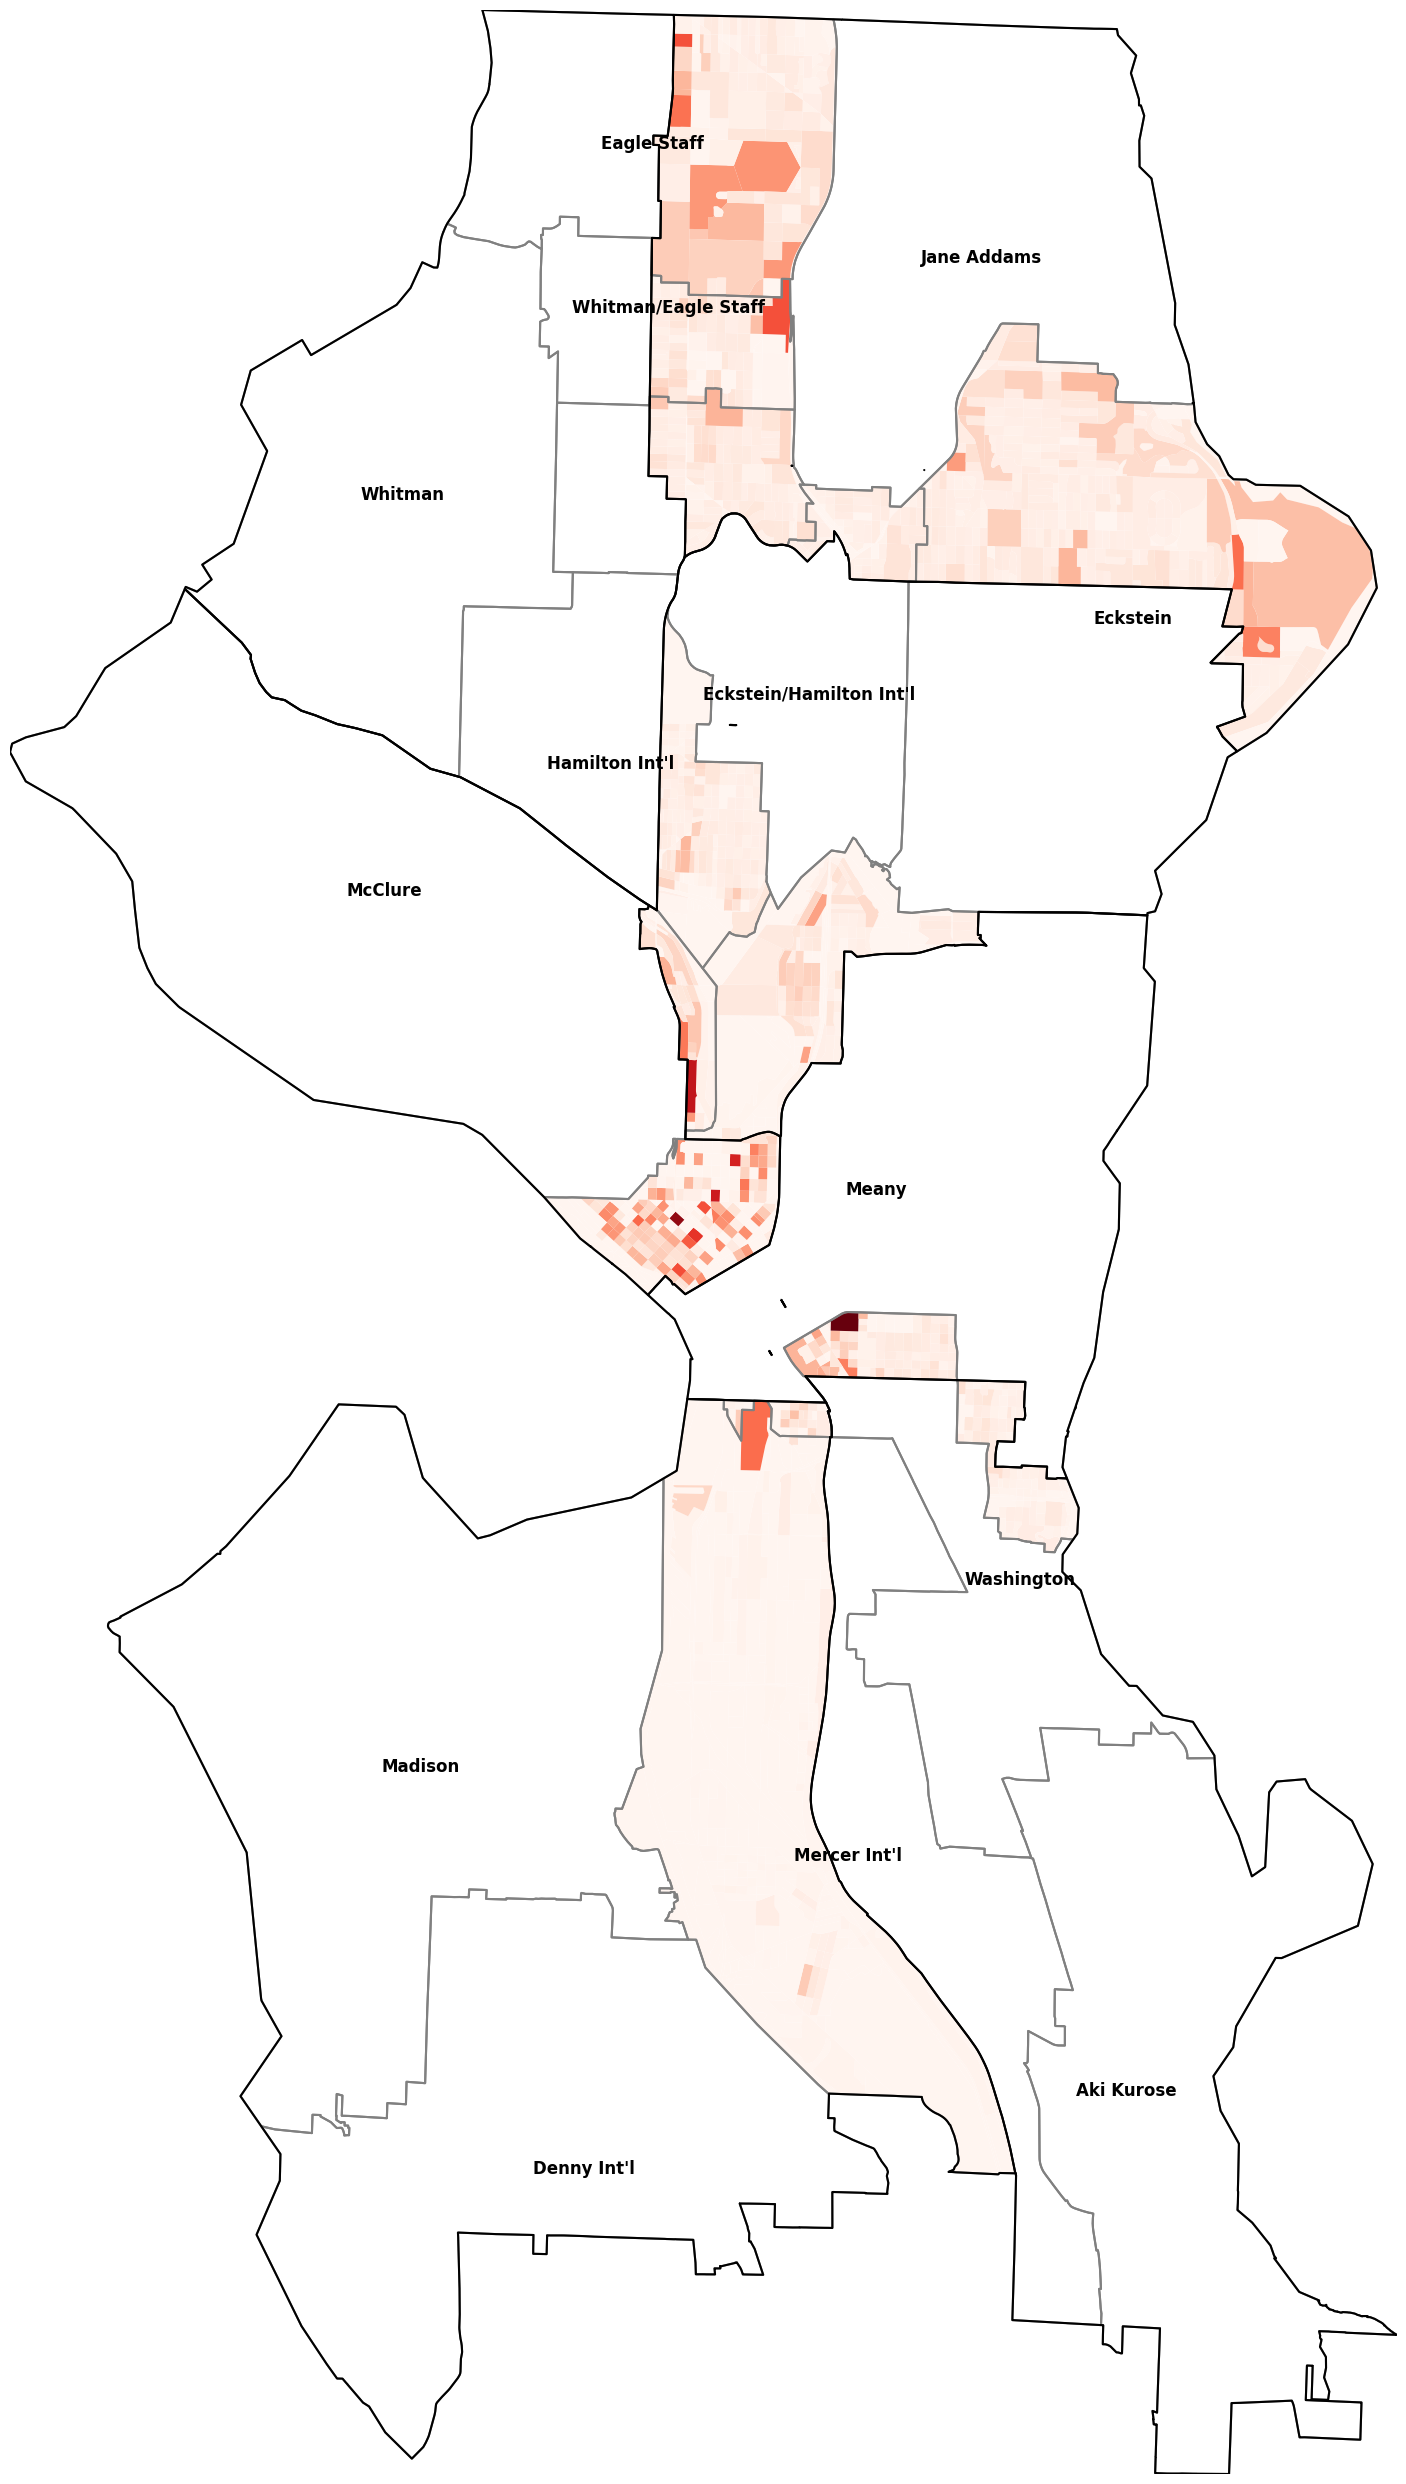 Eagle Staff
Jane Addams
Whitman/Eagle Staff
Whitman
Eckstein
Eckstein/Hamilton Int'l
Hamilton Int'l
McClure
Meany
Washington
Madison
Mercer Int'l
Aki Kurose
Denny Int'l